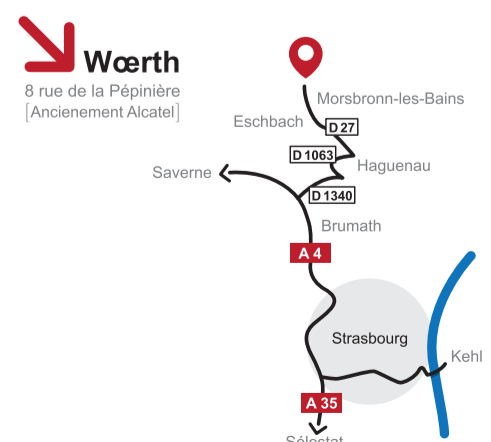 Wœrth
8 rue de la Pépinière
[Ancienement Alcatel]
Morsbronn-les-Bains
Eschbach
D 27
D 1063
Haguenau
Saverne
D 1340
Brumath
A 4
Strasbourg
Kehl
A 35
Sélestat